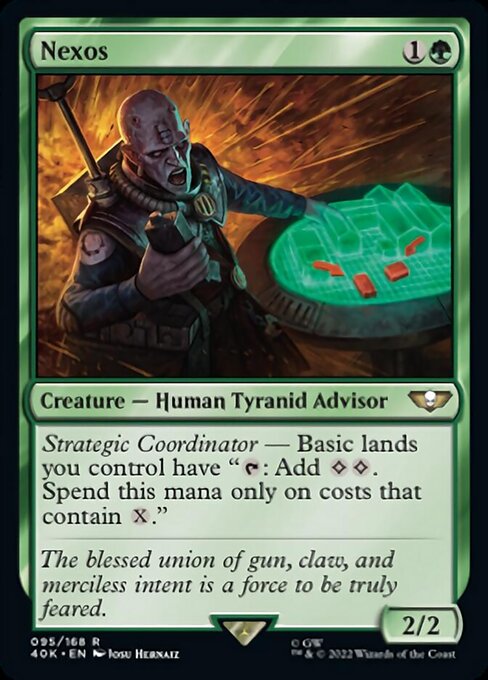 Nexos 1
Creature — Human Tyranid Advisor
Strategic Coordinator — Basic lands
you control have “: Add .
Spend this mana only on costs that
contain X.”
The blessed union of gun, claw, and
merciless intent is a force to be truly
feared.
2/2
095/168 R
40K • EN Iosu Hernaiz
© GW
™ & © 2022 Wizards of the Coast